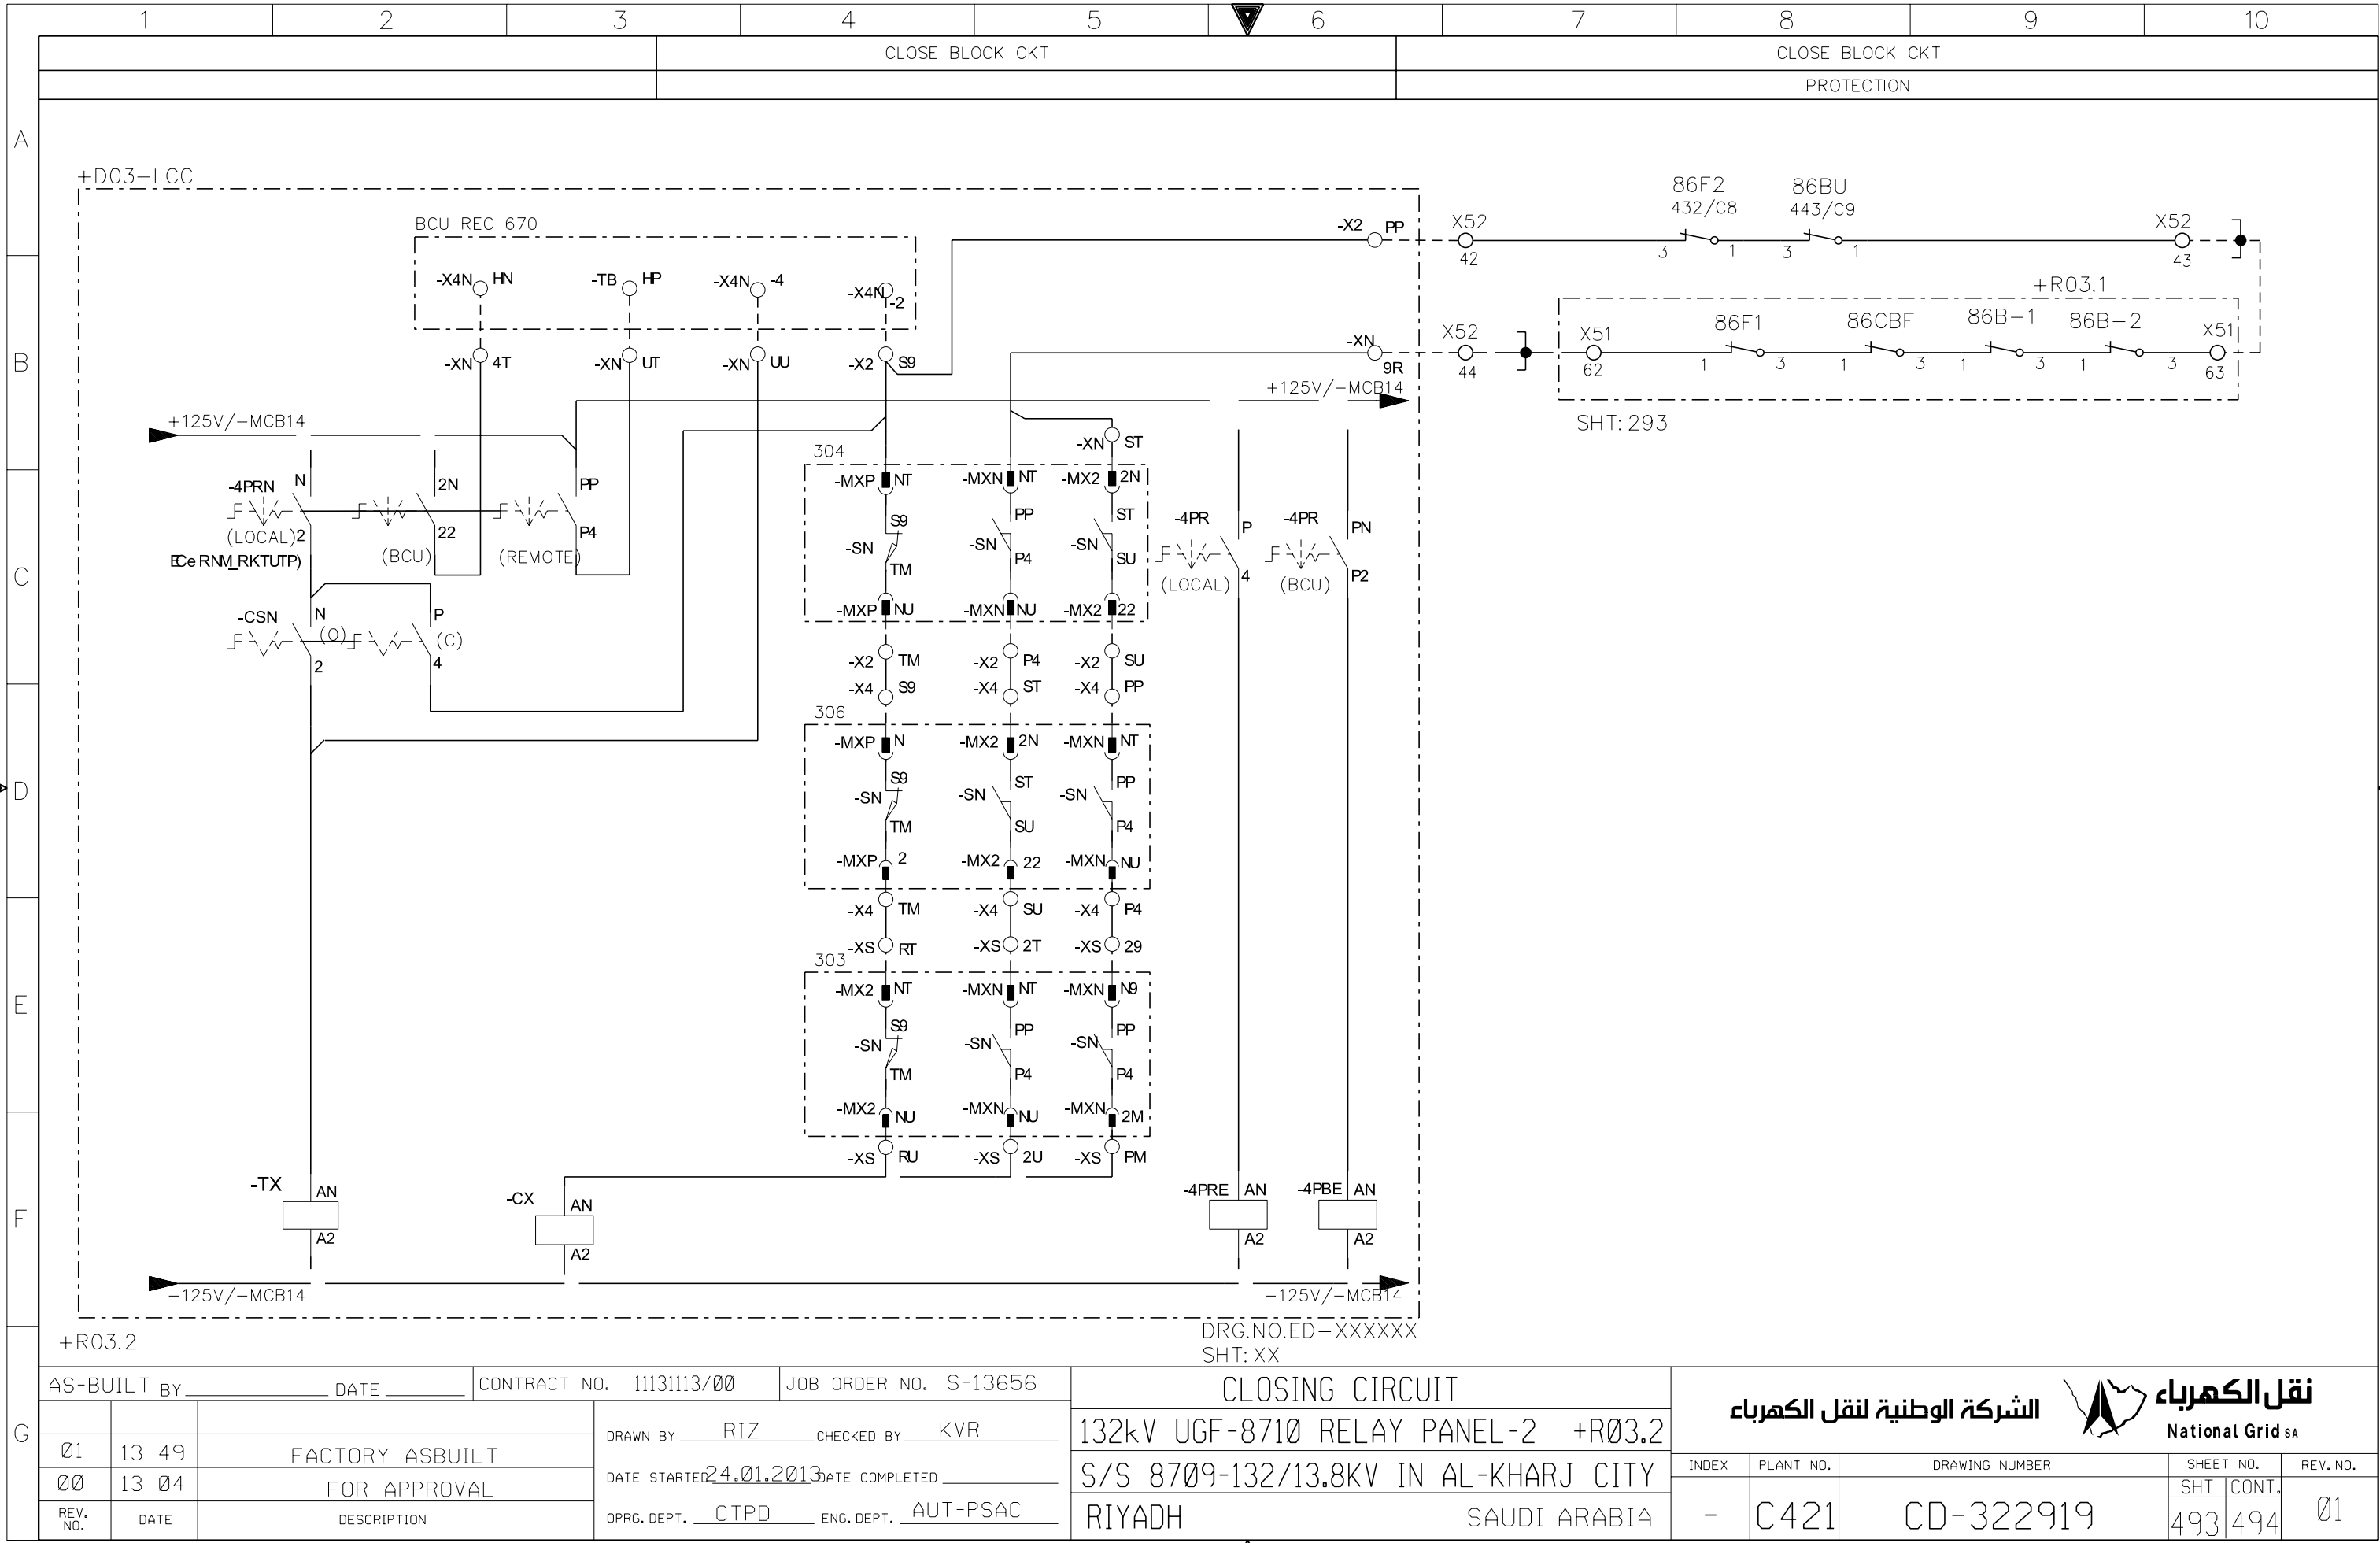 1 2 3 4 5 6 7 8 9 10
CLOSE BLOCK CKT
CLOSE BLOCK CKT
PROTECTION
A
B
C
D
E
F
G
+D03-LCC
BCU REC 670
-X4N HN
-TB HP
-X4N -4
-X4N -2
-XN 4T
-XN UT
-XN UU
-X2 S9
-X2 PP
X52
42
86F2
432/C8
3 1
86BU
443/C9
3 1
X52
43
+R03.1
-XN 9R
X52
44
X51
62
86F1
1 3
86CBF
1 3
86B-1
1 3
86B-2
1 3
X51
63
SHT:293
+125V/-MCB14
+125V/-MCB14
-XN ST
-4PRN N
(LOCAL) 2
ECe RNM_RKTUTP)
2N
22
(BCU)
PP
P4
(REMOTE)
-CSN N
(O)
2
P
(C)
4
304
-MXP NT
-MXN NT
-MX2 2N
S9
-SN
TM
PP
-SN
P4
ST
-SN
SU
-MXP NU
-MXN NU
-MX2 22
-4PR P
4
(LOCAL)
-4PR PN
P2
(BCU)
-X2 TM
-X2 P4
-X2 SU
-X4 S9
-X4 ST
-X4 PP
306
-MXP N
-MX2 2N
-MXN NT
S9
-SN
TM
ST
-SN
SU
PP
-SN
P4
-MXP 2
-MX2 22
-MXN NU
-X4 TM
-X4 SU
-X4 P4
-XS RT
-XS 2T
-XS 29
303
-MX2 NT
-MXN NT
-MXN N9
S9
-SN
TM
PP
-SN
P4
PP
-SN
P4
-MX2 NU
-MXN NU
-MXN 2M
-XS RU
-XS 2U
-XS PM
-TX AN
A2
-CX AN
A2
-4PRE AN
A2
-4PBE AN
A2
-125V/-MCB14
-125V/-MCB14
+R03.2
DRG.NO.ED-XXXXXX
SHT:XX
AS-BUILT BY DATE
CONTRACT NO. 11131113/00
JOB ORDER NO. S-13656
01 13 49 FACTORY ASBUILT
00 13 04 FOR APPROVAL
REV. NO. DATE DESCRIPTION
DRAWN BY RIZ CHECKED BY KVR
DATE STARTED 24.01.2013 DATE COMPLETED
OPRG. DEPT. CTPD ENG. DEPT. AUT-PSAC
CLOSING CIRCUIT
132kV UGF-8710 RELAY PANEL-2 +R03.2
S/S 8709-132/13.8KV IN AL-KHARJ CITY
RIYADH SAUDI ARABIA
الشركة الوطنية لنقل الكهرباء
نقل الكهرباء
National Grid SA
INDEX PLANT NO. DRAWING NUMBER SHEET NO. REV. NO.
SHT CONT.
- C421 CD-322919 493 494 01